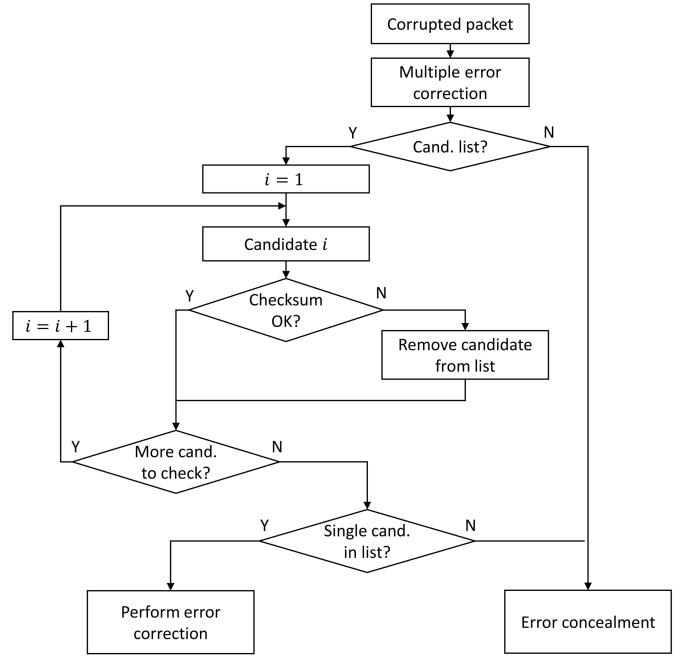 Corrupted packet
Multiple error
correction
Y
N
Cand. list?
i = 1
Candidate i
Y
N
Checksum
OK?
i = i + 1
Remove candidate
from list
Y
N
More cand.
to check?
Y
N
Single cand.
in list?
Perform error
correction
Error concealment